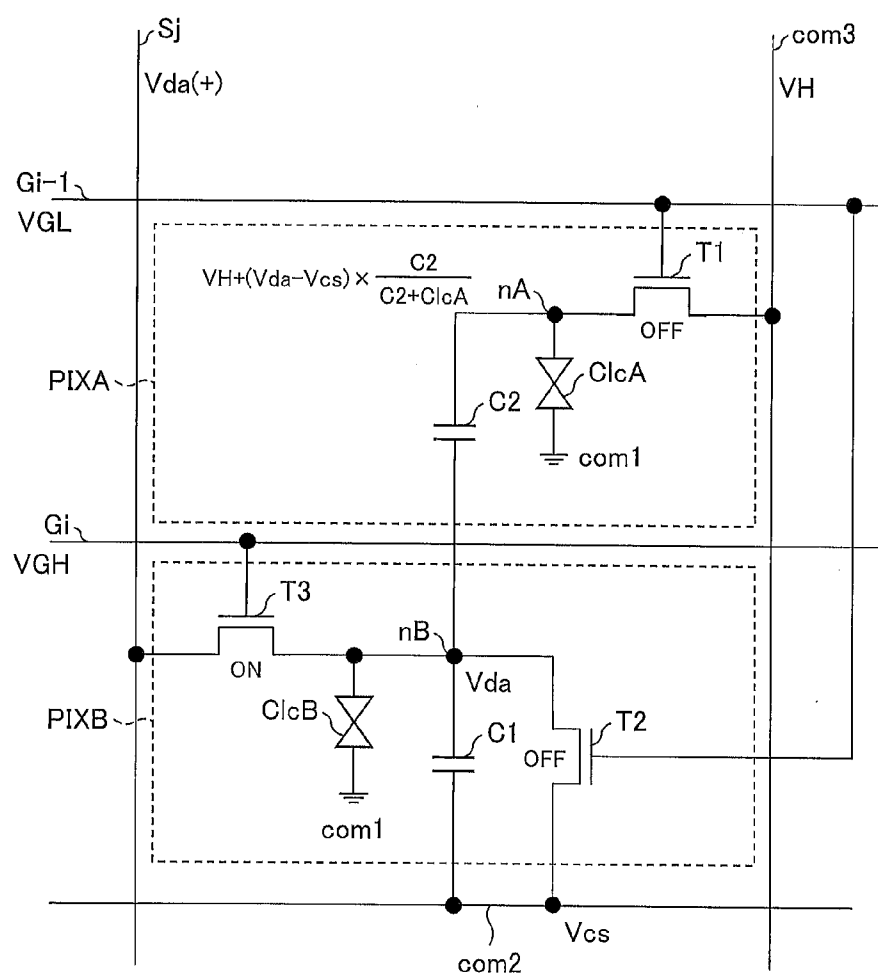 Sj
com3
Vda(+)
VH
Gi-1
VGL
T1
VH+(Vda-Vcs)× C2
C2+ClcA
nA
OFF
PIXA
ClcA
C2
com1
Gi
VGH
T3
nB
ON
Vda
PIXB
ClcB
C1
T2
OFF
com1
Vcs
com2